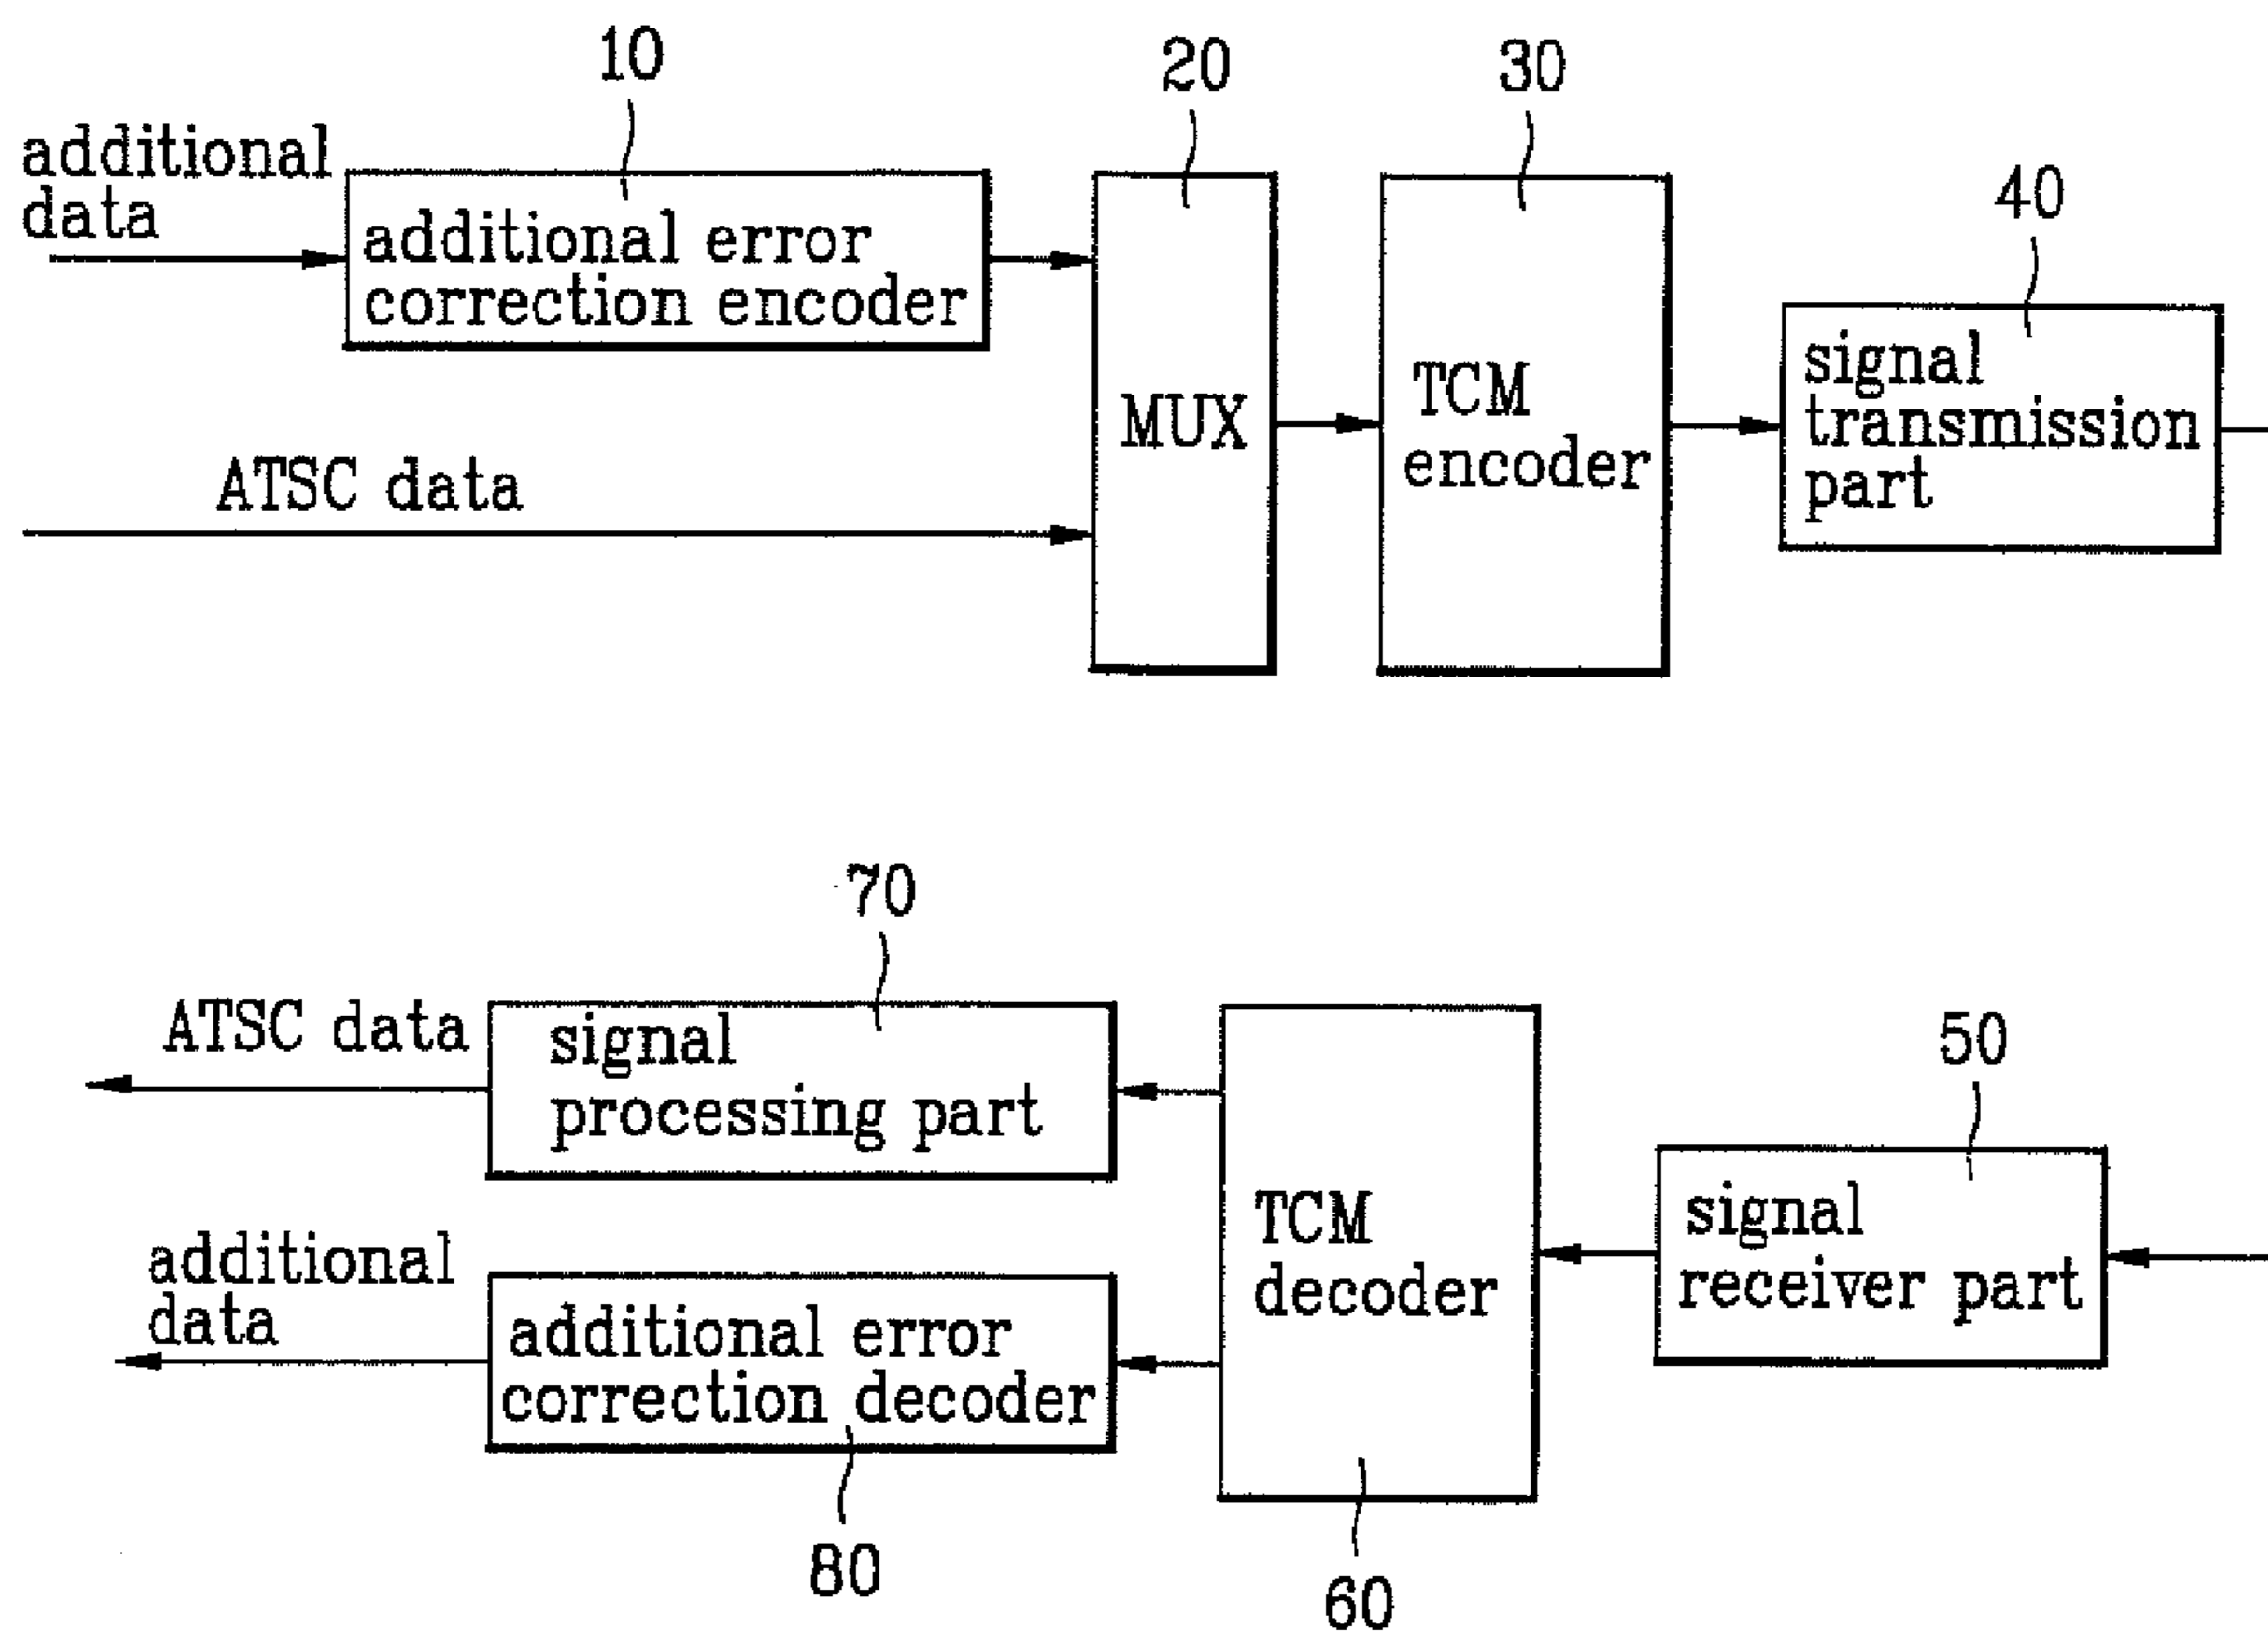 10
20
30
40
additional
data
additional error
correction encoder
MUX
TCM
encoder
signal
transmission
part
ATSC data
70
50
ATSC data
signal
processing part
TCM
decoder
signal
receiver part
additional
data
additional error
correction decoder
80
60